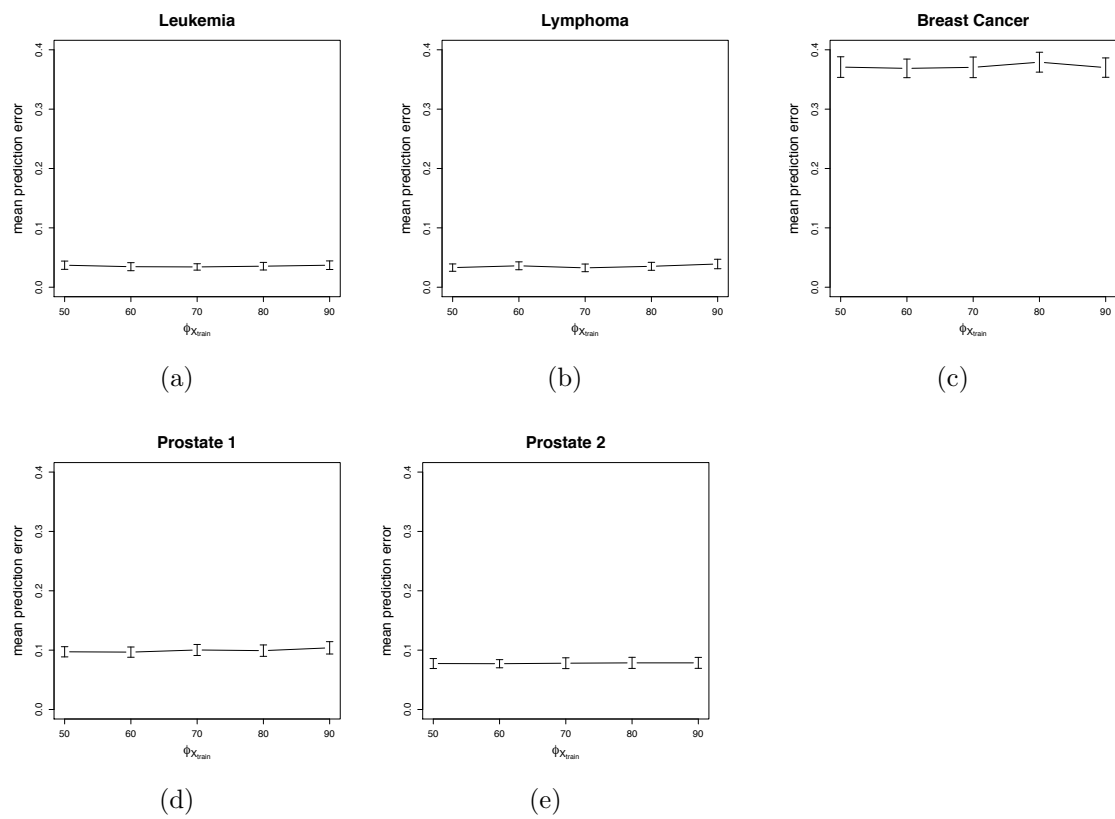 Leukemia
mean prediction error
0.0 0.1 0.2 0.3 0.4
50 60 70 80 90
ϕXtrain
(a)
Lymphoma
mean prediction error
0.0 0.1 0.2 0.3 0.4
50 60 70 80 90
ϕXtrain
(b)
Breast Cancer
mean prediction error
0.0 0.1 0.2 0.3 0.4
50 60 70 80 90
ϕXtrain
(c)
Prostate 1
mean prediction error
0.0 0.1 0.2 0.3 0.4
50 60 70 80 90
ϕXtrain
(d)
Prostate 2
mean prediction error
0.0 0.1 0.2 0.3 0.4
50 60 70 80 90
ϕXtrain
(e)